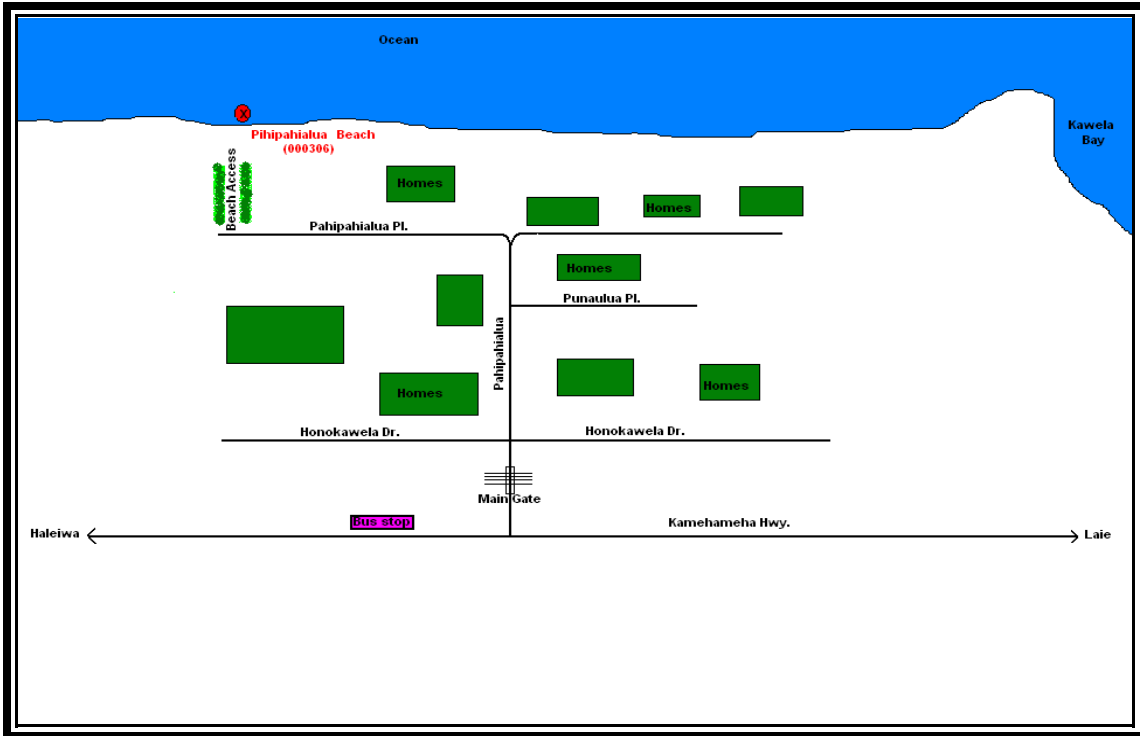 Ocean
Kawela
Bay
X
Pihipahialua Beach
(000306)
Beach Access
Homes
Homes
Pahipahialua Pl.
Homes
Punaulua Pl.
Pahipahialua
Homes
Homes
Honokawela Dr.
Honokawela Dr.
Main Gate
Bus stop
Kamehameha Hwy.
Haleiwa
Laie